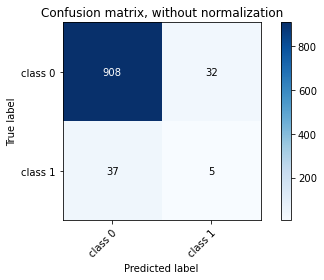 Confusion matrix, without normalization
class 0
class 1
True label
908
32
37
5
class 0
class 1
Predicted label
800
600
400
200